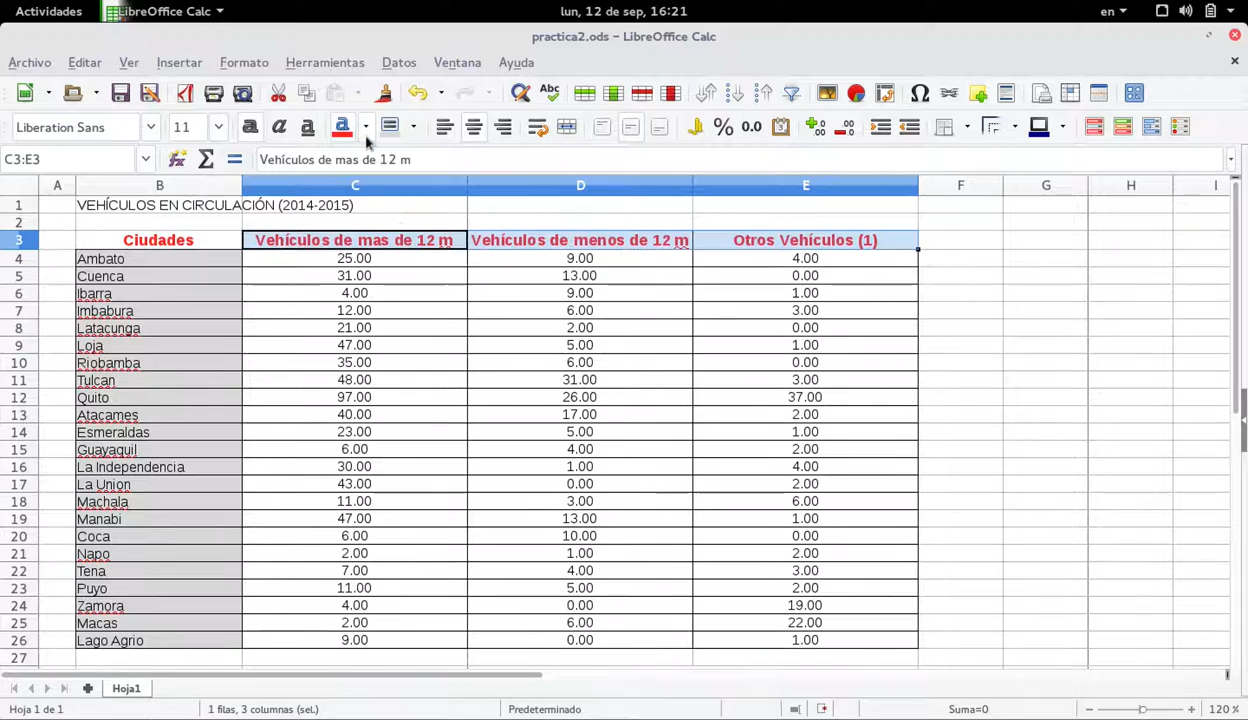 Actividades LibreOffice Calc lun, 12 de sep, 16:21 en
practica2.ods – LibreOffice Calc
Archivo Editar Ver Insertar Formato Herramientas Datos Ventana Ayuda
Liberation Sans 11 a a a a % 0.0
C3:E3 Vehículos de mas de 12 m
A B C D E F G H I
1 VEHÍCULOS EN CIRCULACIÓN (2014-2015)
2
3 Ciudades Vehículos de mas de 12 m Vehículos de menos de 12 m Otros Vehículos (1)
4 Ambato 25.00 9.00 4.00
5 Cuenca 31.00 13.00 0.00
6 Ibarra 4.00 9.00 1.00
7 Imbabura 12.00 6.00 3.00
8 Latacunga 21.00 2.00 0.00
9 Loja 47.00 5.00 1.00
10 Riobamba 35.00 6.00 0.00
11 Tulcan 48.00 31.00 3.00
12 Quito 97.00 26.00 37.00
13 Atacames 40.00 17.00 2.00
14 Esmeraldas 23.00 5.00 1.00
15 Guayaquil 6.00 4.00 2.00
16 La Independencia 30.00 1.00 4.00
17 La Union 43.00 0.00 2.00
18 Machala 11.00 3.00 6.00
19 Manabi 47.00 13.00 1.00
20 Coca 6.00 10.00 0.00
21 Napo 2.00 1.00 2.00
22 Tena 7.00 4.00 3.00
23 Puyo 11.00 5.00 2.00
24 Zamora 4.00 0.00 19.00
25 Macas 2.00 6.00 22.00
26 Lago Agrio 9.00 0.00 1.00
27
Hoja1
Hoja 1 de 1 1 filas, 3 columnas (sel.) Predeterminado Suma=0 120 %